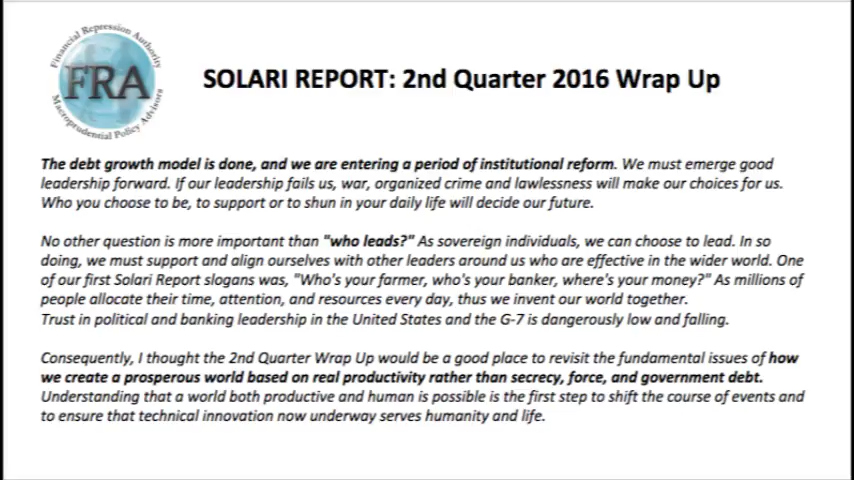 Financial Repression Authority
FRA
Macroprudential Policy Advisors
SOLARI REPORT: 2nd Quarter 2016 Wrap Up
The debt growth model is done, and we are entering a period of institutional reform. We must emerge good
leadership forward. If our leadership fails us, war, organized crime and lawlessness will make our choices for us.
Who you choose to be, to support or to shun in your daily life will decide our future.
No other question is more important than "who leads?" As sovereign individuals, we can choose to lead. In so
doing, we must support and align ourselves with other leaders around us who are effective in the wider world. One
of our first Solari Report slogans was, "Who's your farmer, who's your banker, where's your money?" As millions of
people allocate their time, attention, and resources every day, thus we invent our world together.
Trust in political and banking leadership in the United States and the G-7 is dangerously low and falling.
Consequently, I thought the 2nd Quarter Wrap Up would be a good place to revisit the fundamental issues of how
we create a prosperous world based on real productivity rather than secrecy, force, and government debt.
Understanding that a world both productive and human is possible is the first step to shift the course of events and
to ensure that technical innovation now underway serves humanity and life.